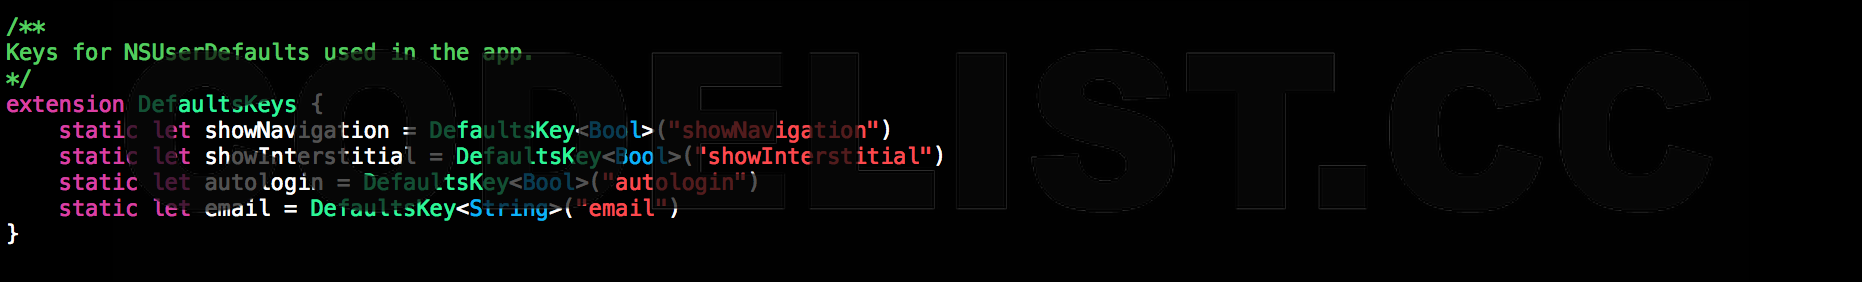 /**
Keys for NSUserDefaults used in the app.
*/
extension DefaultsKeys {
    static let showNavigation = DefaultsKey<Bool>("showNavigation")
    static let showInterstitial = DefaultsKey<Bool>("showInterstitial")
    static let autologin = DefaultsKey<Bool>("autologin")
    static let email = DefaultsKey<String>("email")
}
CODELIST.CC